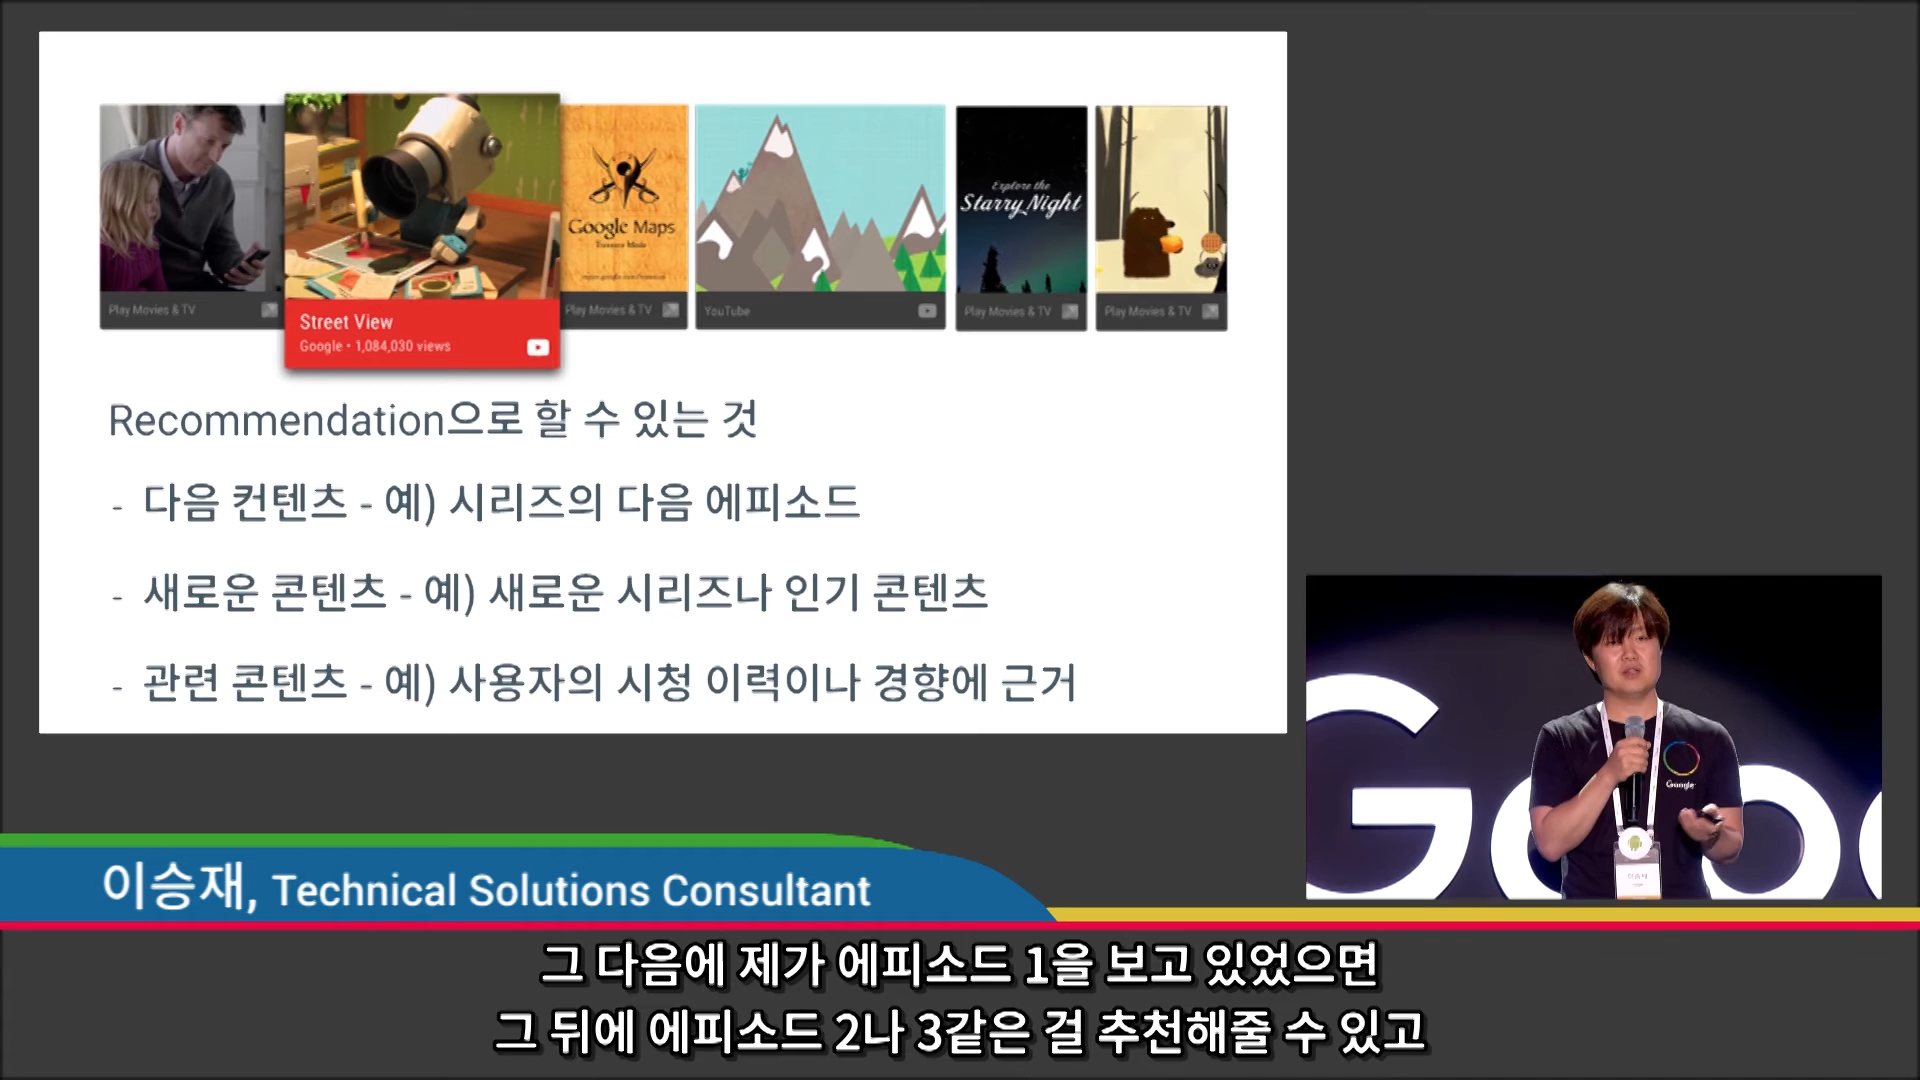 Google Maps
Explore the
Starry Night
Play Movies & TV
Street View
Google • 1,084,030 views
Play Movies & TV
YouTube
Play Movies & TV
Play Movies & TV
Recommendation으로 할 수 있는 것
- 다음 컨텐츠 - 예) 시리즈의 다음 에피소드
- 새로운 콘텐츠 - 예) 새로운 시리즈나 인기 콘텐츠
- 관련 콘텐츠 - 예) 사용자의 시청 이력이나 경향에 근거
Goo
Google
이승재
이승재, Technical Solutions Consultant
그 다음에 제가 에피소드 1을 보고 있었으면
그 뒤에 에피소드 2나 3같은 걸 추천해줄 수 있고